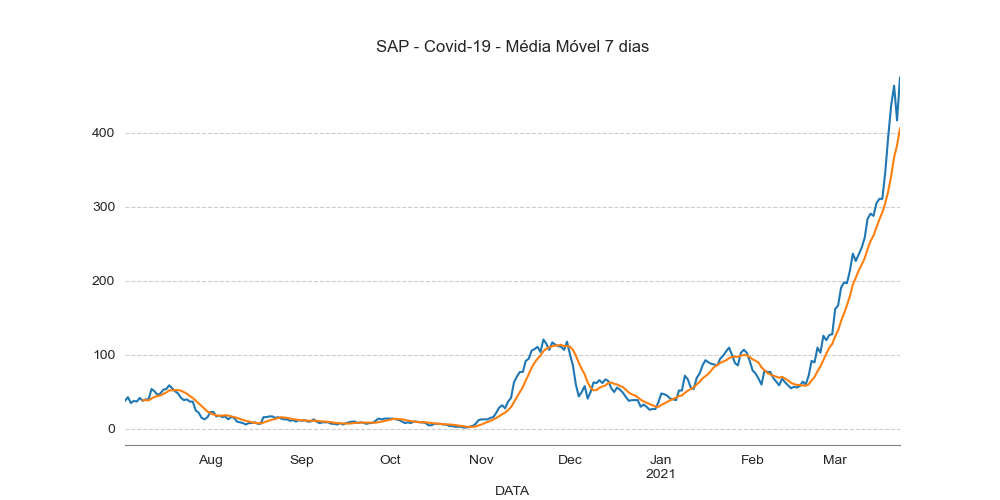 SAP - Covid-19 - Média Móvel 7 dias
400
300
200
100
0
Aug Sep Oct Nov Dec Jan Feb Mar
2021
DATA